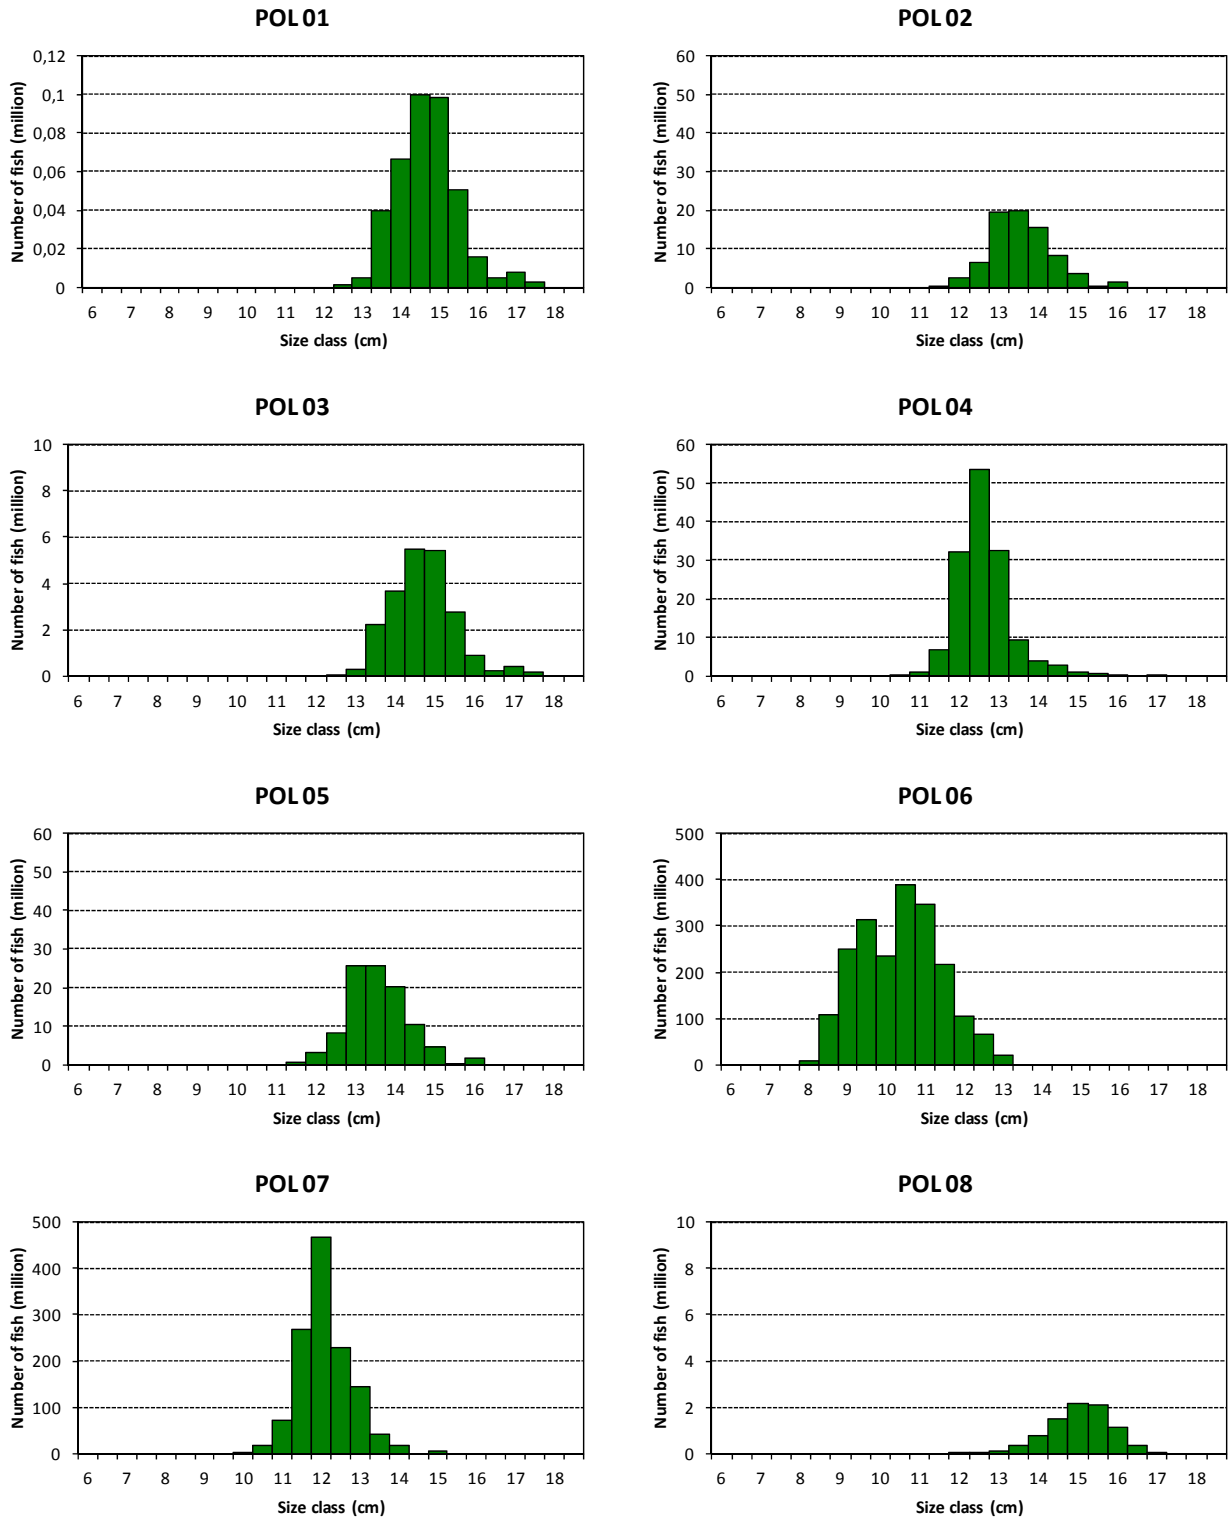 POL 01
Number of fish (million)
0,12
0,1
0,08
0,06
0,04
0,02
0
6 7 8 9 10 11 12 13 14 15 16 17 18
Size class (cm)
POL 02
Number of fish (million)
60
50
40
30
20
10
0
6 7 8 9 10 11 12 13 14 15 16 17 18
Size class (cm)
POL 03
Number of fish (million)
10
8
6
4
2
0
6 7 8 9 10 11 12 13 14 15 16 17 18
Size class (cm)
POL 04
Number of fish (million)
60
50
40
30
20
10
0
6 7 8 9 10 11 12 13 14 15 16 17 18
Size class (cm)
POL 05
Number of fish (million)
60
50
40
30
20
10
0
6 7 8 9 10 11 12 13 14 15 16 17 18
Size class (cm)
POL 06
Number of fish (million)
500
400
300
200
100
0
6 7 8 9 10 11 12 13 14 15 16 17 18
Size class (cm)
POL 07
Number of fish (million)
500
400
300
200
100
0
6 7 8 9 10 11 12 13 14 15 16 17 18
Size class (cm)
POL 08
Number of fish (million)
10
8
6
4
2
0
6 7 8 9 10 11 12 13 14 15 16 17 18
Size class (cm)